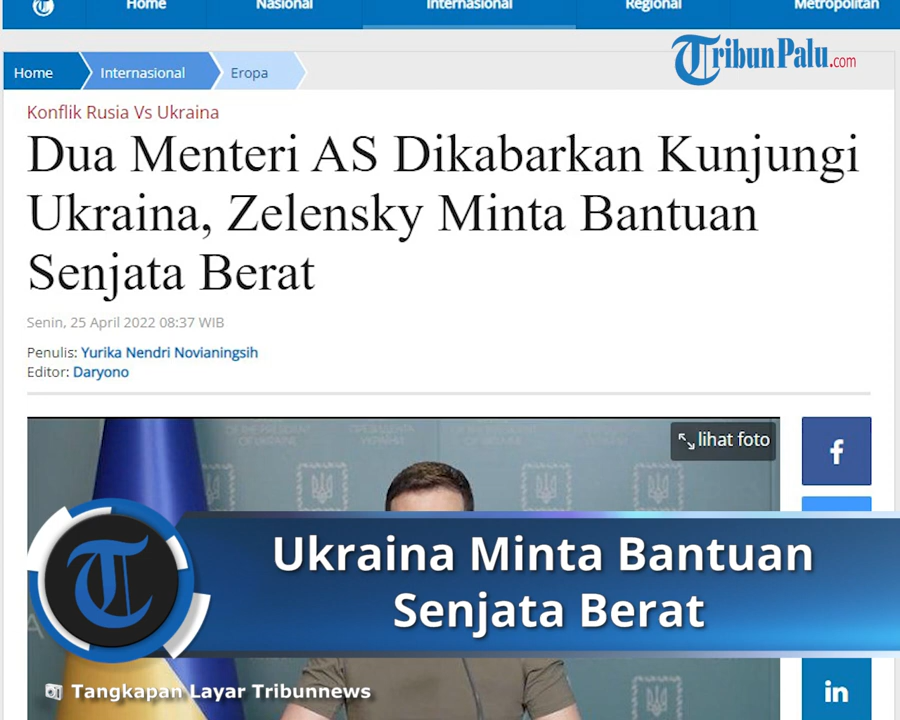 Home Nasional Internasional Regional Metropolitan
TribunPalu.com
Home Internasional Eropa
Konflik Rusia Vs Ukraina
Dua Menteri AS Dikabarkan Kunjungi
Ukraina, Zelensky Minta Bantuan
Senjata Berat
Senin, 25 April 2022 08:37 WIB
Penulis: Yurika Nendri Novianingsih
Editor: Daryono
lihat foto
f
Ukraina Minta Bantuan
Senjata Berat
Tangkapan Layar Tribunnews
in